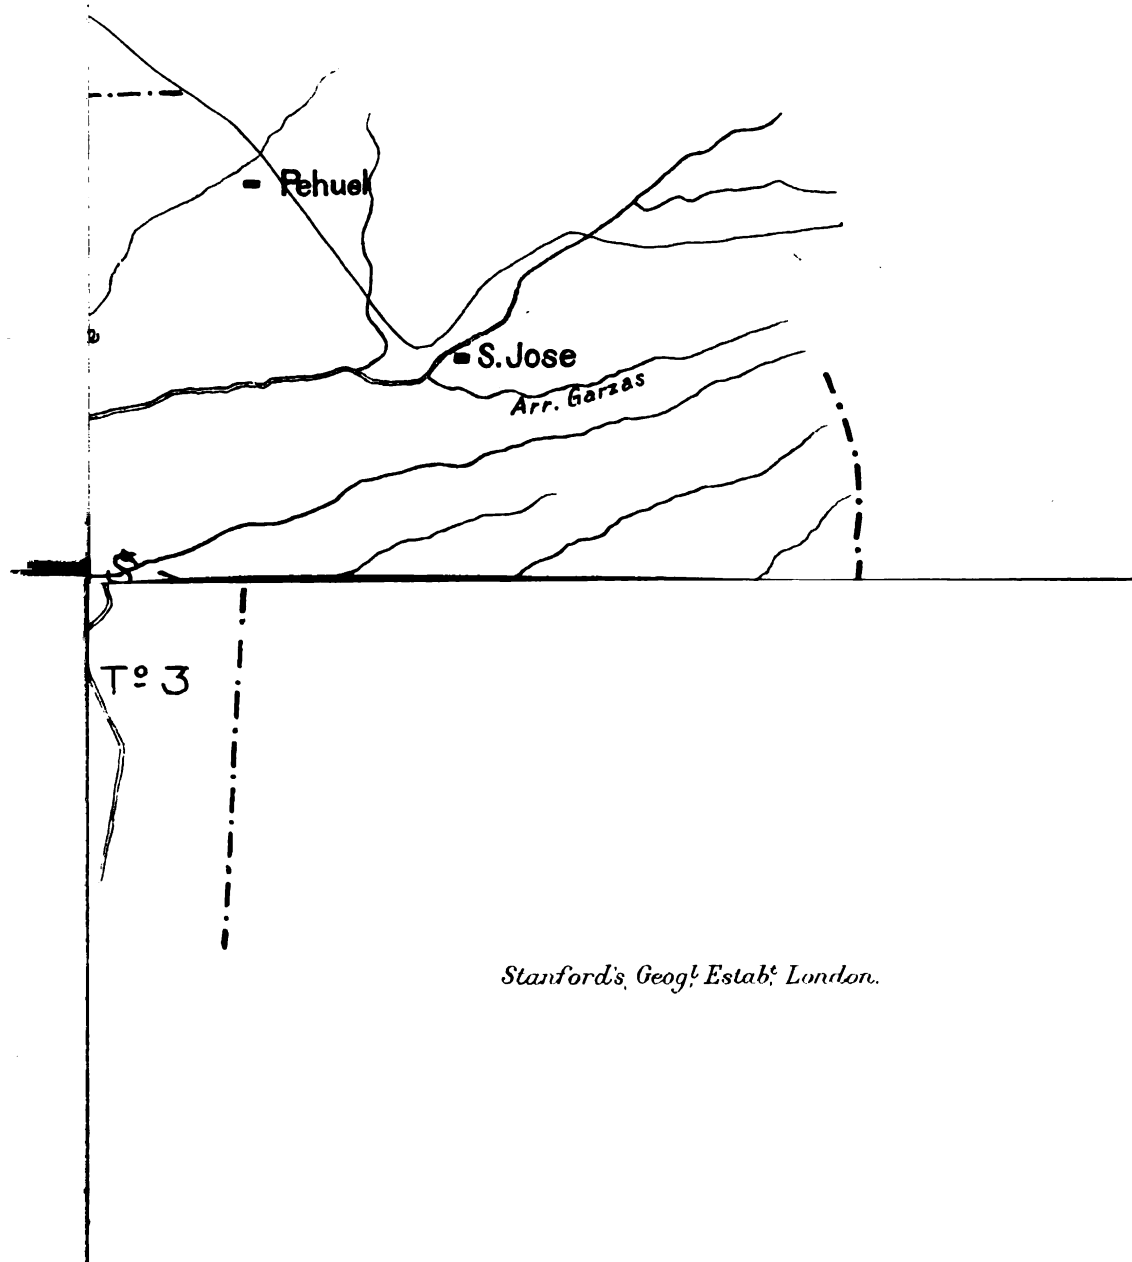 Pehuel
S. Jose
Arr. Garzas
Tº 3
Stanford's Geogl. Estabt. London.